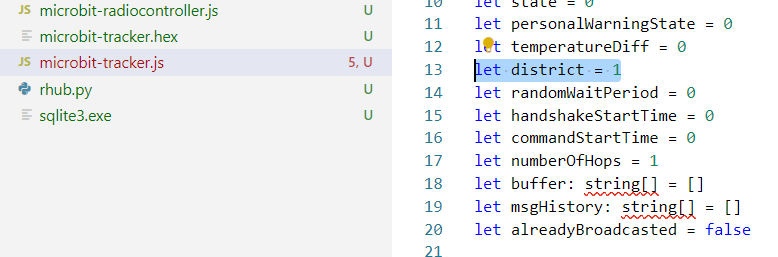 JS microbit-radiocontroller.js U
microbit-tracker.hex U
JS microbit-tracker.js 5, U
rhub.py U
sqlite3.exe U
10 let state = 0
11 let personalWarningState = 0
12 let temperatureDiff = 0
13 let district = 1
14 let randomWaitPeriod = 0
15 let handshakeStartTime = 0
16 let commandStartTime = 0
17 let numberOfHops = 1
18 let buffer: string[] = []
19 let msgHistory: string[] = []
20 let alreadyBroadcasted = false
21